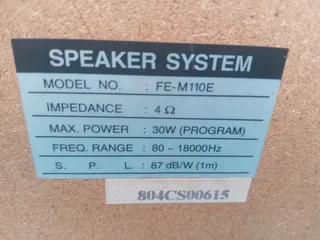 SPEAKER SYSTEM
MODEL NO. : FE-M110E
IMPEDANCE : 4 Ω
MAX. POWER : 30W (PROGRAM)
FREQ. RANGE : 80 ~ 18000Hz
S. P. L. : 87 dB/W (1m)
804CS00615